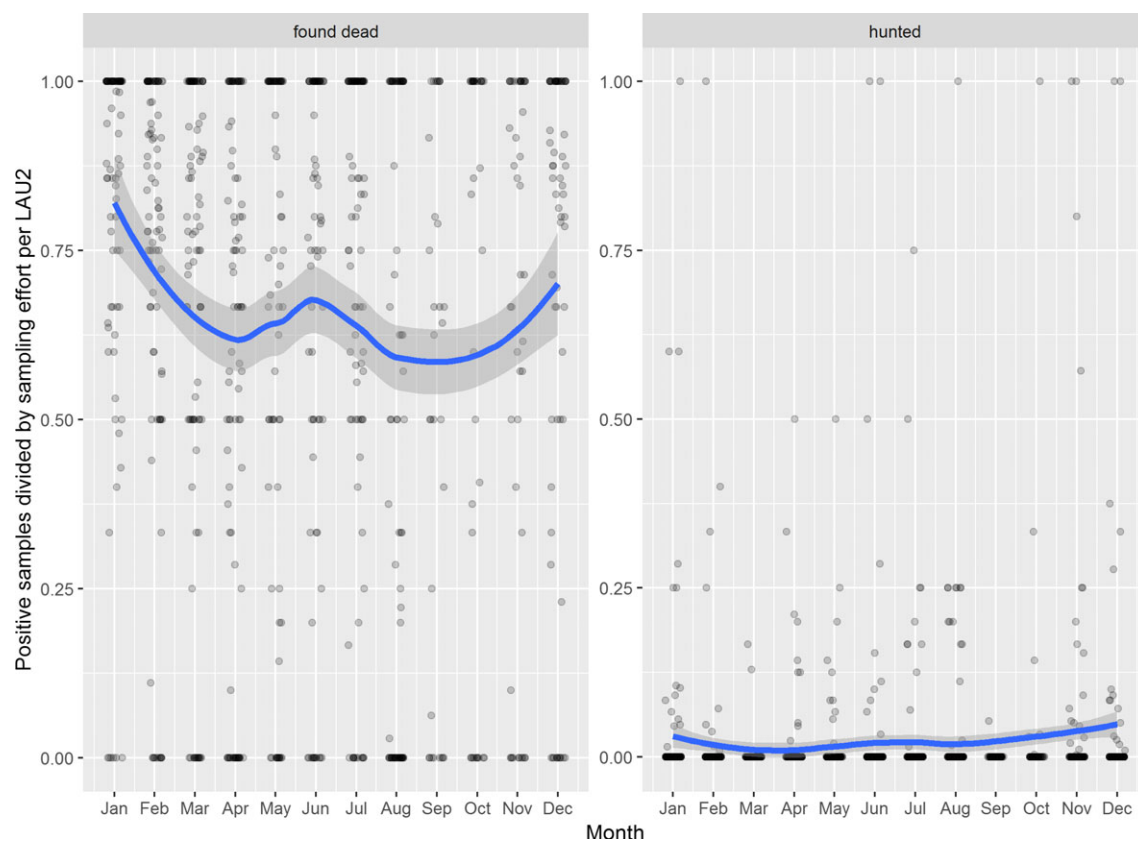 found dead
hunted
Positive samples divided by sampling effort per LAU2
1.00
0.75
0.50
0.25
0.00
1.00
0.75
0.50
0.25
0.00
Jan Feb Mar Apr May Jun Jul Aug Sep Oct Nov Dec
Jan Feb Mar Apr May Jun Jul Aug Sep Oct Nov Dec
Month